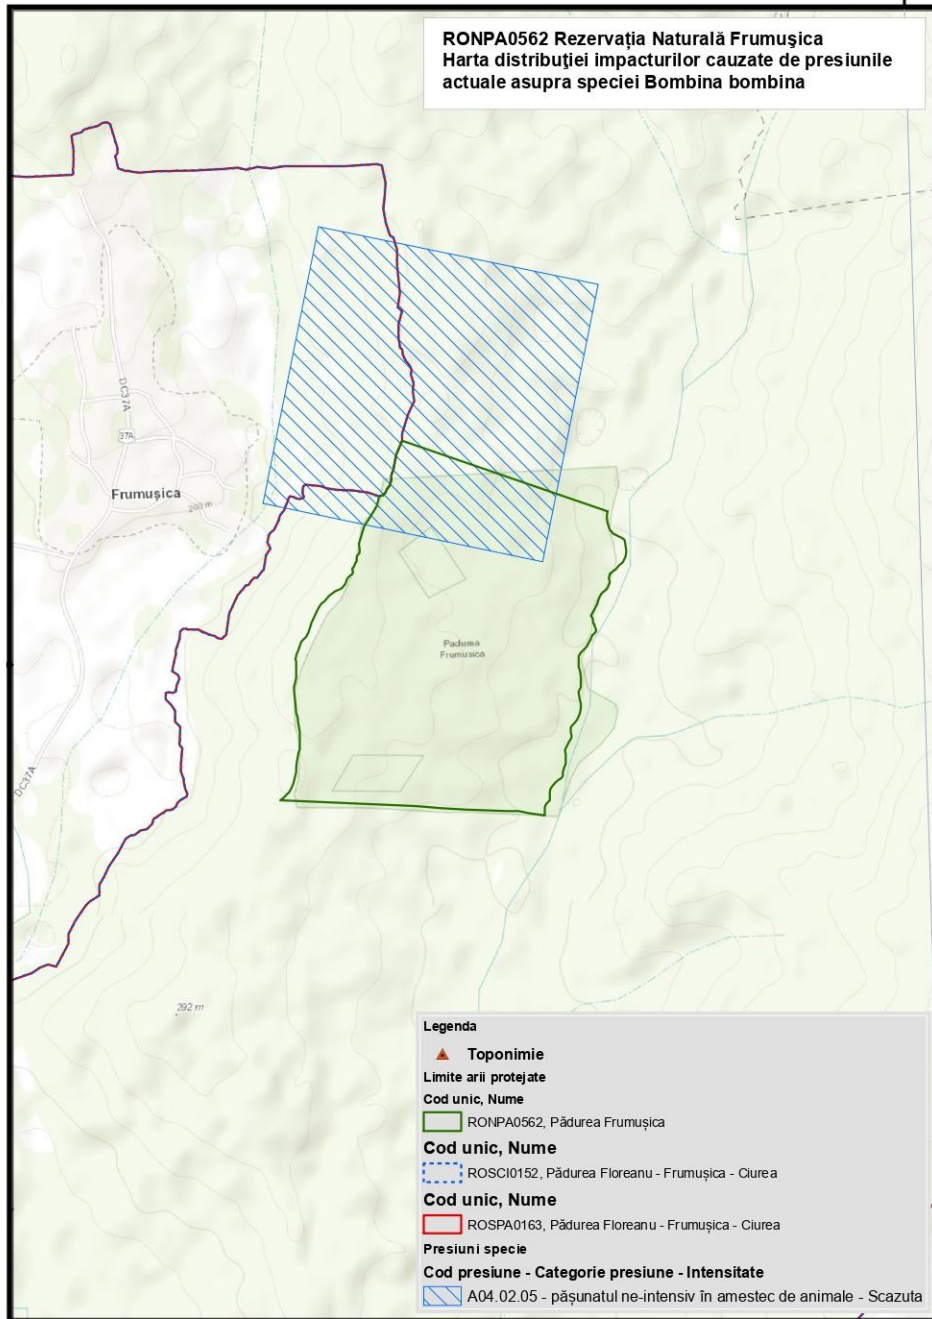 RONPA0562 Rezervația Naturală Frumuşica
Harta distribuţiei impacturilor cauzate de presiunile
actuale asupra speciei Bombina bombina
DC37A
37A
Frumușica
200 m
Padurea
Frumusica
DC37A
292 m
Legenda
Toponimie
Limite arii protejate
Cod unic, Nume
RONPA0562, Pădurea Frumușica
Cod unic, Nume
ROSCI0152, Pădurea Floreanu - Frumușica - Ciurea
Cod unic, Nume
ROSPA0163, Pădurea Floreanu - Frumușica - Ciurea
Presiuni specie
Cod presiune - Categorie presiune - Intensitate
A04.02.05 - pășunatul ne-intensiv în amestec de animale - Scazuta